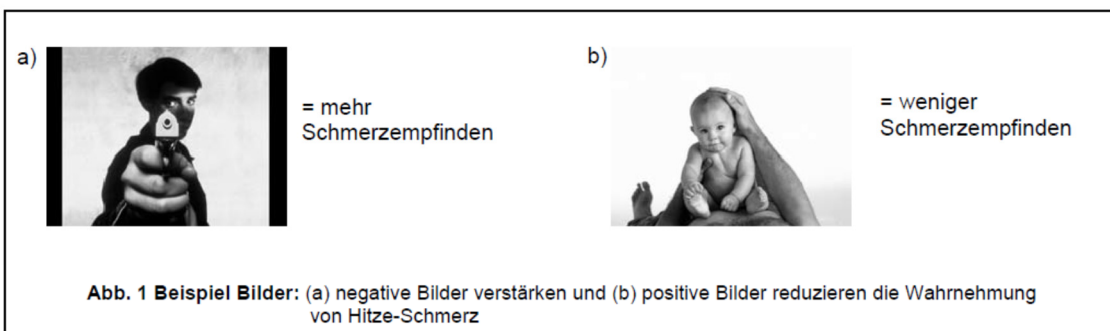 a)
= mehr
Schmerzempfinden
b)
= weniger
Schmerzempfinden
Abb. 1 Beispiel Bilder: (a) negative Bilder verstärken und (b) positive Bilder reduzieren die Wahrnehmung
von Hitze-Schmerz